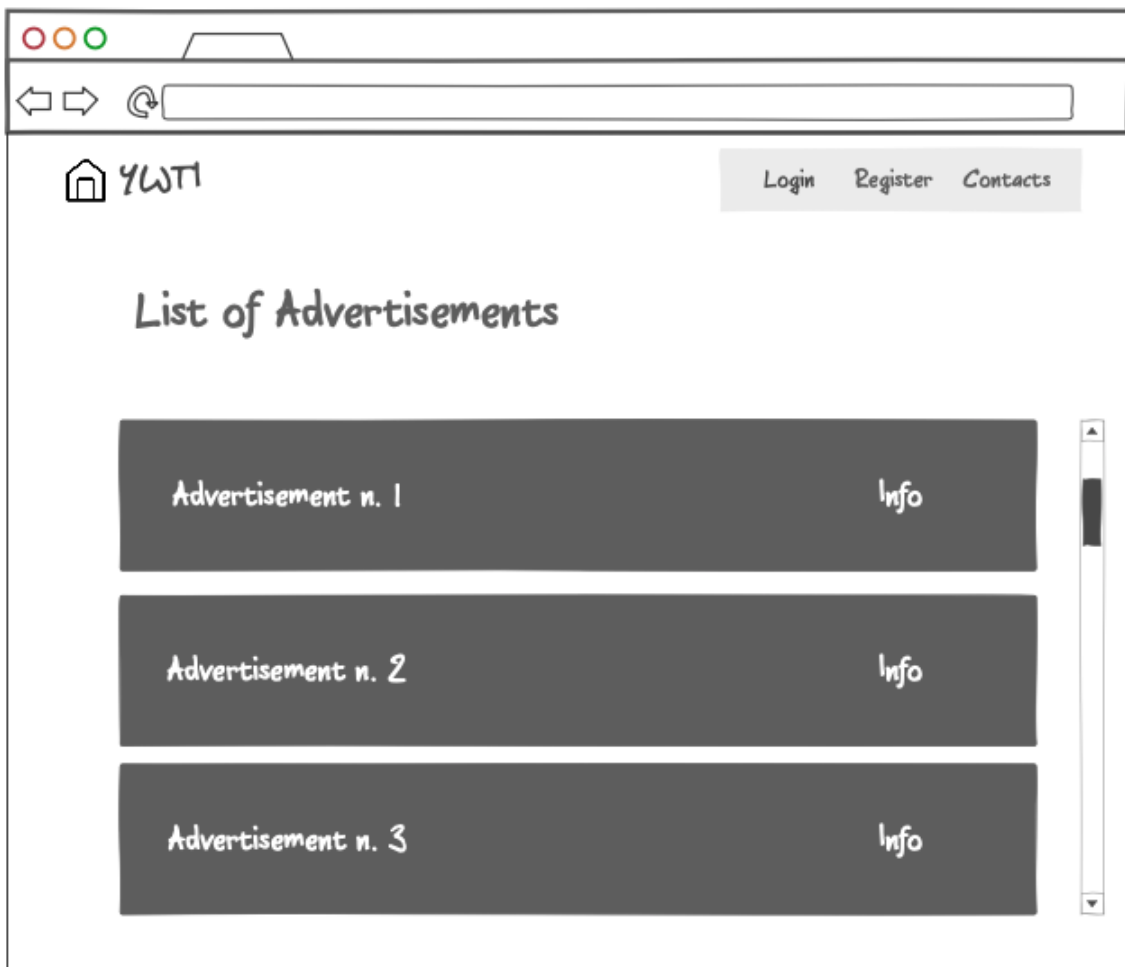 YWTI
Login Register Contacts
List of Advertisements
Advertisement n. 1 Info
Advertisement n. 2 Info
Advertisement n. 3 Info